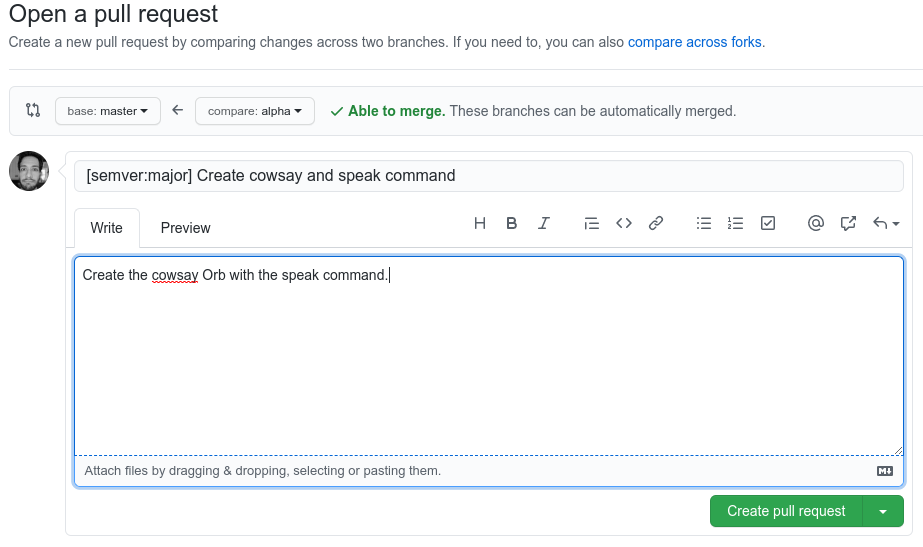 Open a pull request
Create a new pull request by comparing changes across two branches. If you need to, you can also compare across forks.
base: master
compare: alpha
Able to merge. These branches can be automatically merged.
[semver:major] Create cowsay and speak command
Write
Preview
H B I
Create the cowsay Orb with the speak command.
Attach files by dragging & dropping, selecting or pasting them.
Create pull request